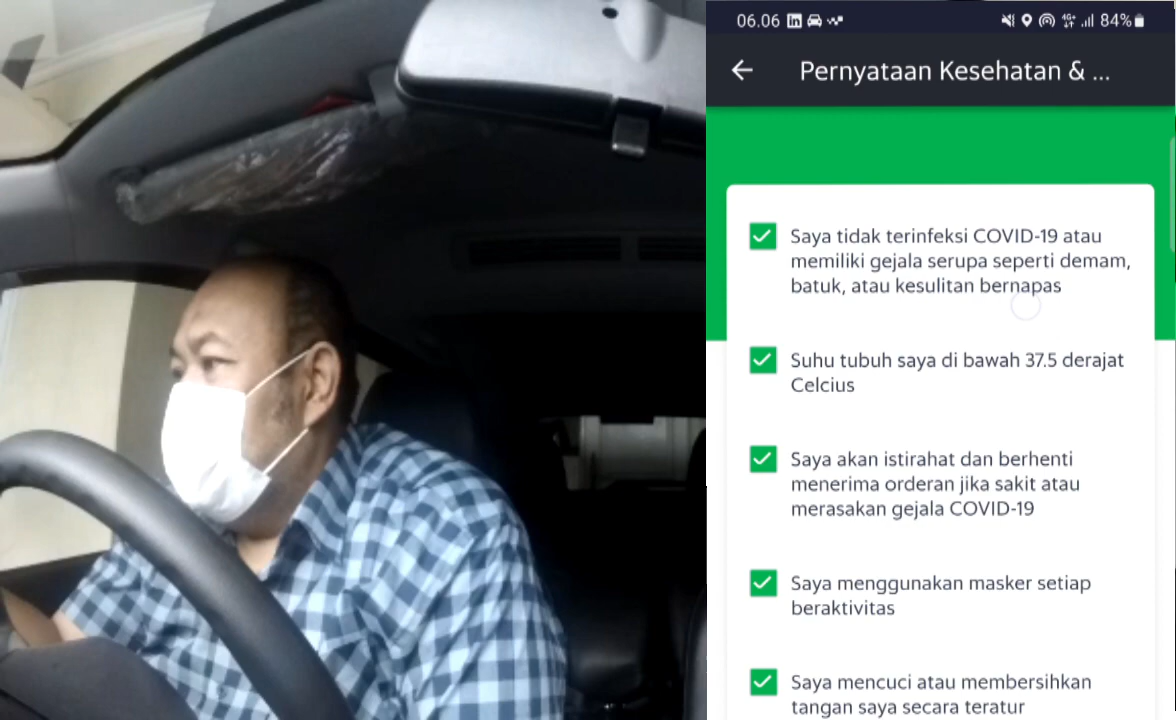 06.06
4G+
84%
Pernyataan Kesehatan & ...
Saya tidak terinfeksi COVID-19 atau
memiliki gejala serupa seperti demam,
batuk, atau kesulitan bernapas
Suhu tubuh saya di bawah 37.5 derajat
Celcius
Saya akan istirahat dan berhenti
menerima orderan jika sakit atau
merasakan gejala COVID-19
Saya menggunakan masker setiap
beraktivitas
Saya mencuci atau membersihkan
tangan saya secara teratur